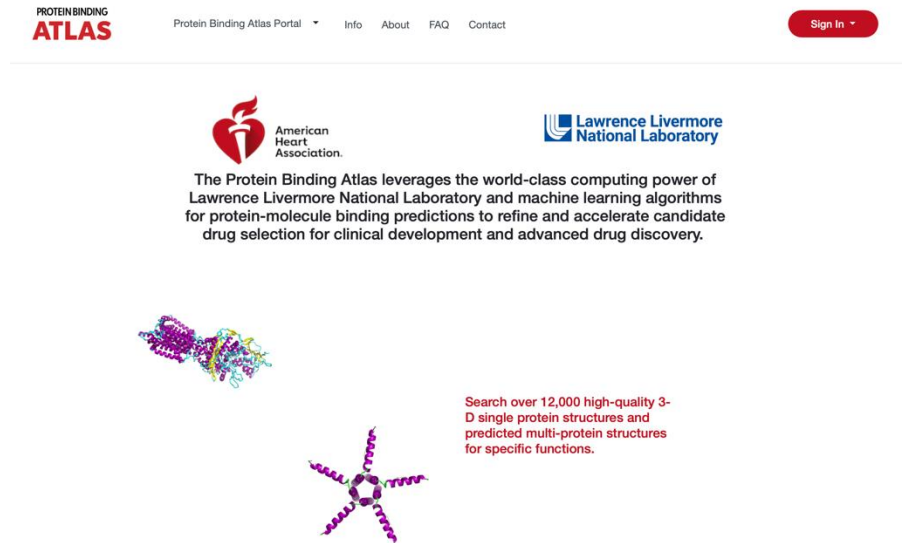 PROTEIN BINDING
ATLAS
Protein Binding Atlas Portal
Info
About
FAQ
Contact
Sign In
American
Heart
Association.
Lawrence Livermore
National Laboratory
The Protein Binding Atlas leverages the world-class computing power of
Lawrence Livermore National Laboratory and machine learning algorithms
for protein-molecule binding predictions to refine and accelerate candidate
drug selection for clinical development and advanced drug discovery.
Search over 12,000 high-quality 3-
D single protein structures and
predicted multi-protein structures
for specific functions.